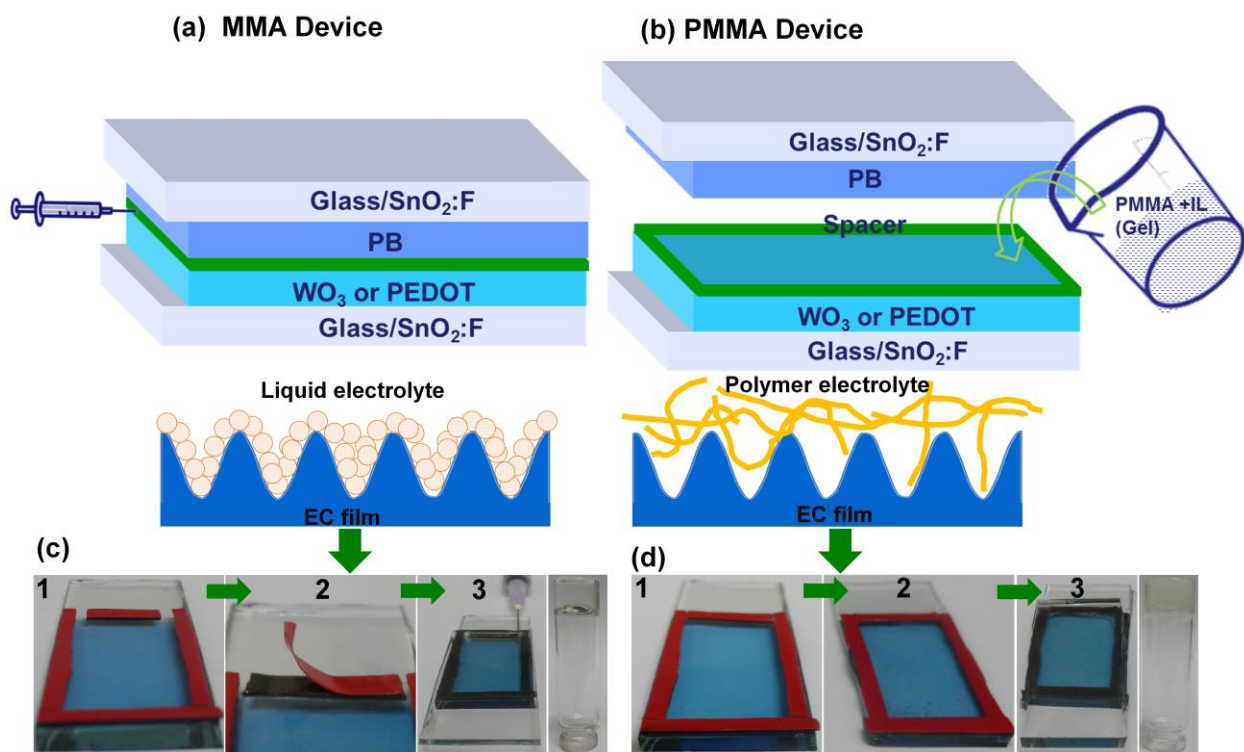 (a) MMA Device
Glass/SnO₂:F
PB
WO₃ or PEDOT
Glass/SnO₂:F
Liquid electrolyte
EC film
(b) PMMA Device
Glass/SnO₂:F
PB
PMMA +IL
(Gel)
Spacer
WO₃ or PEDOT
Glass/SnO₂:F
Polymer electrolyte
EC film
(c)
1
2
3
(d)
1
2
3